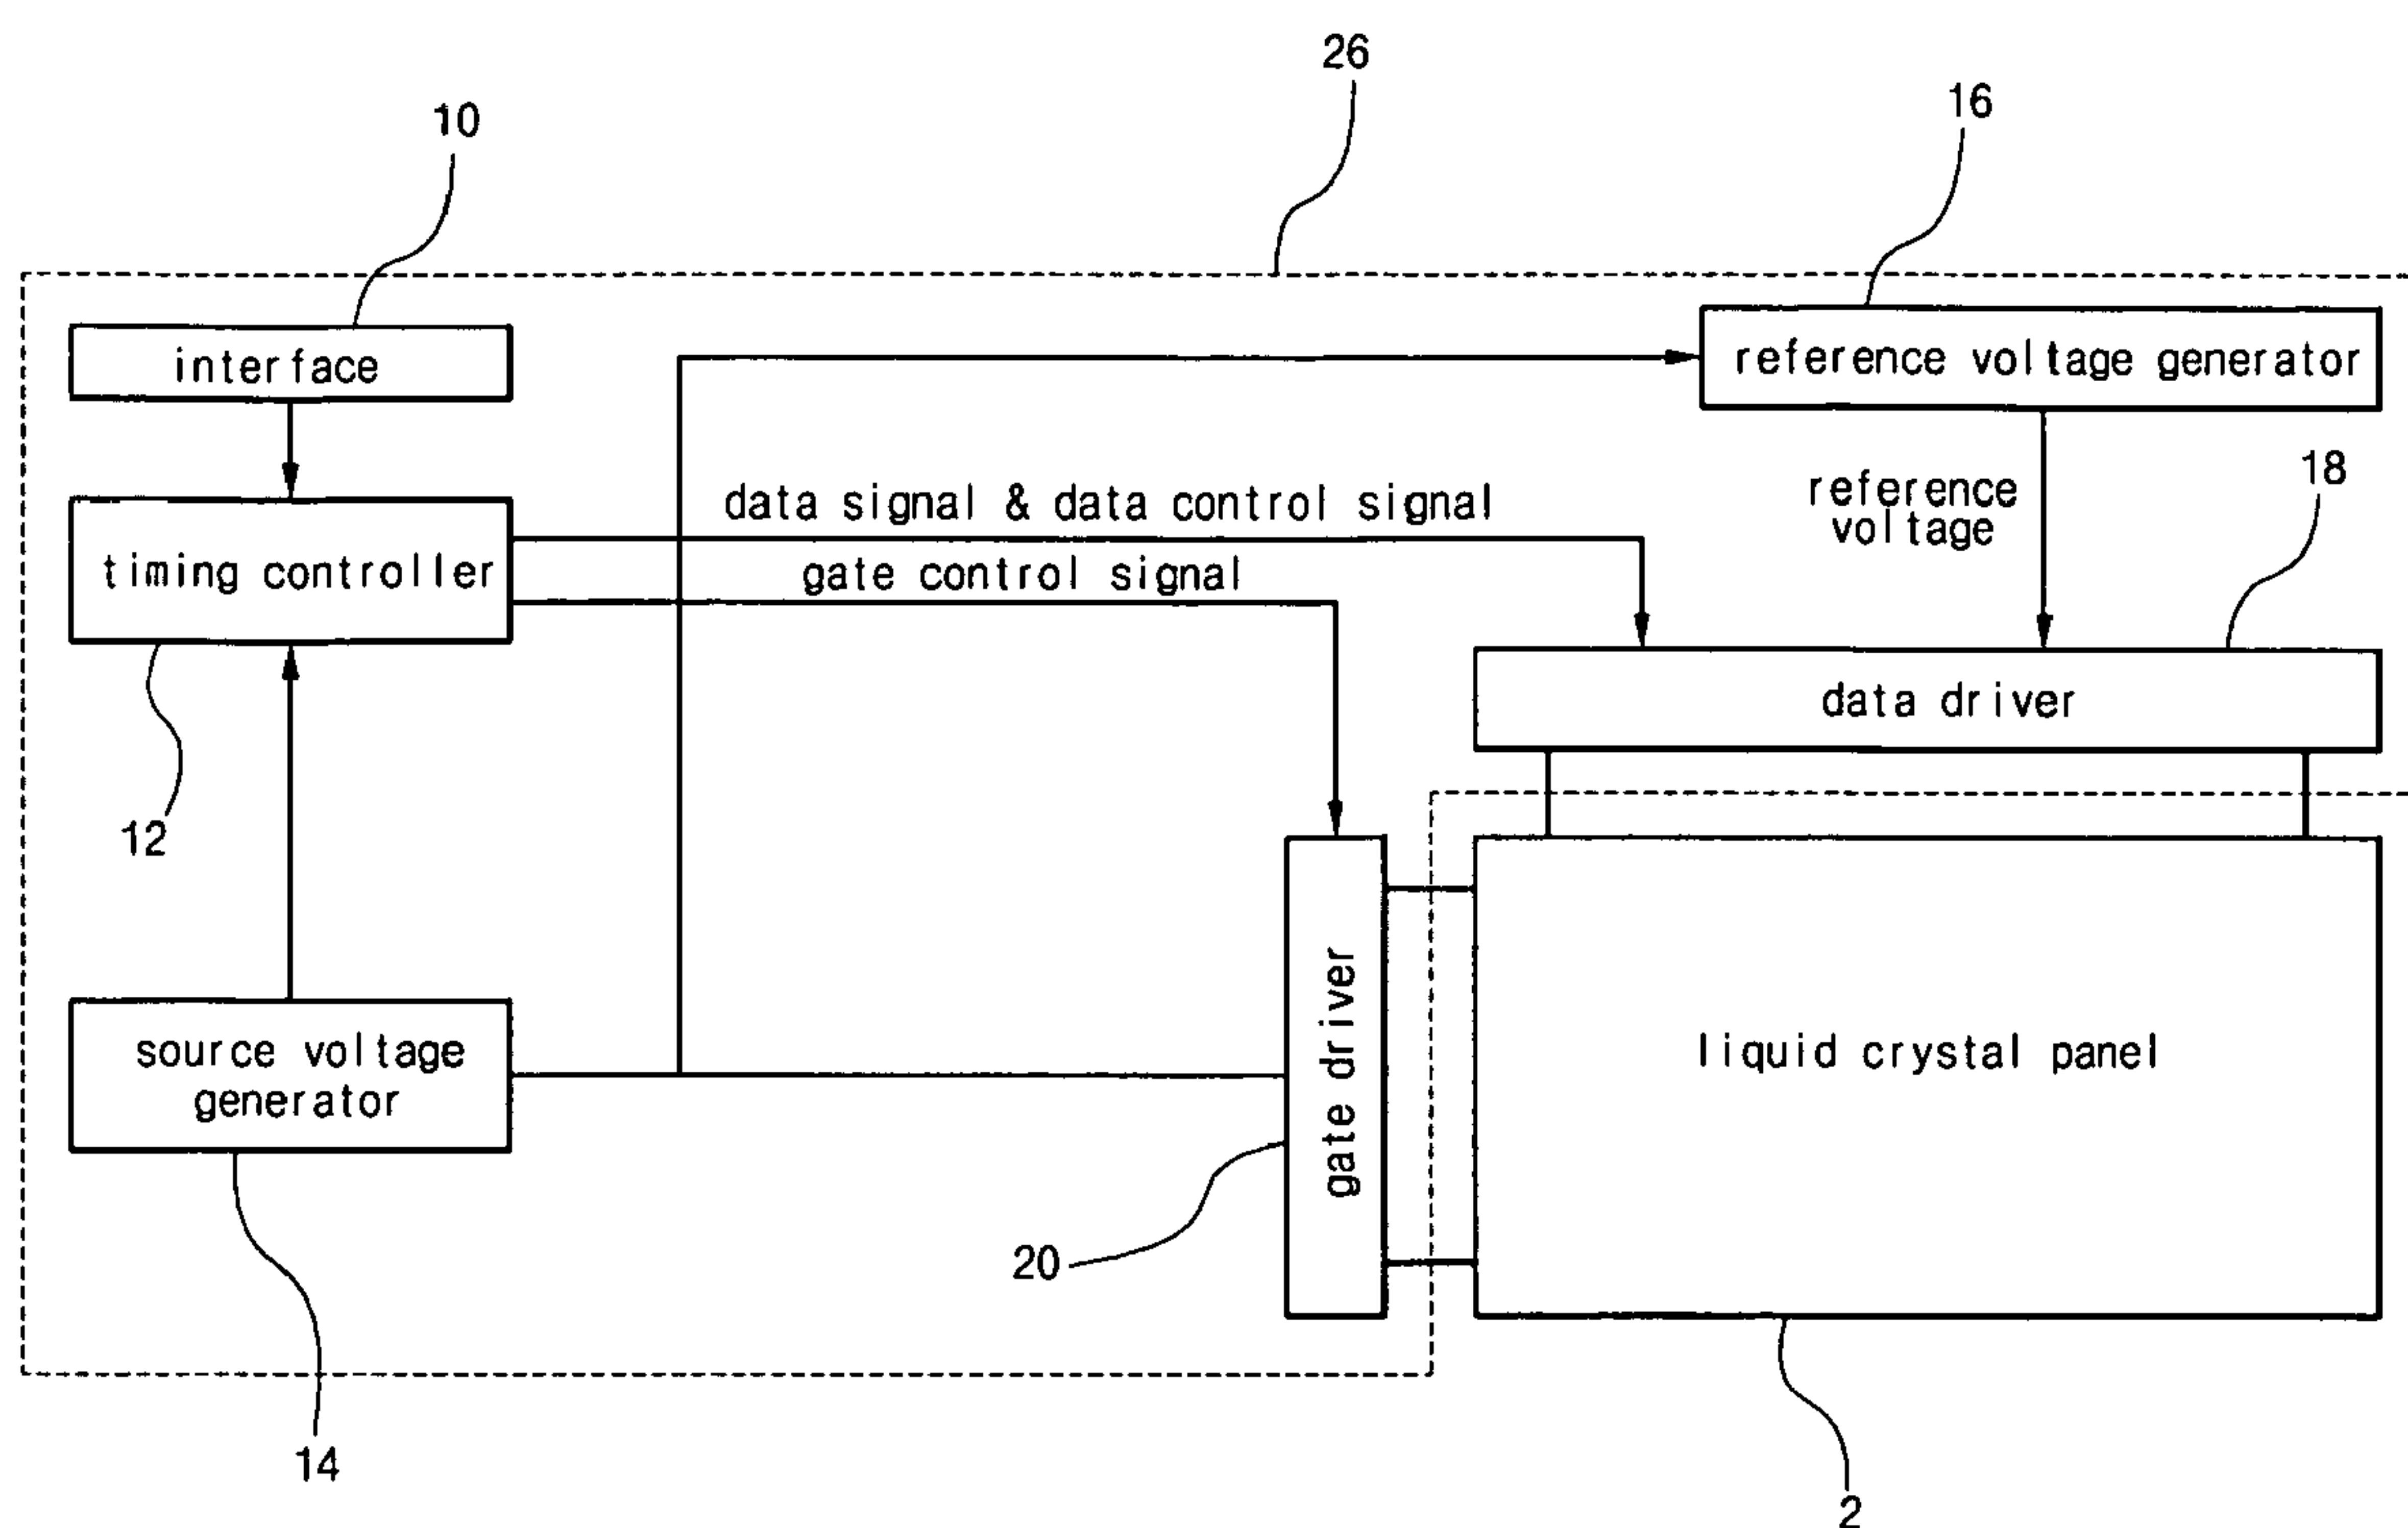 26
10
16
interface
reference voltage generator
18
data signal & data control signal
reference
voltage
timing controller
gate control signal
data driver
12
gate driver
source voltage
generator
liquid crystal panel
20
14
2